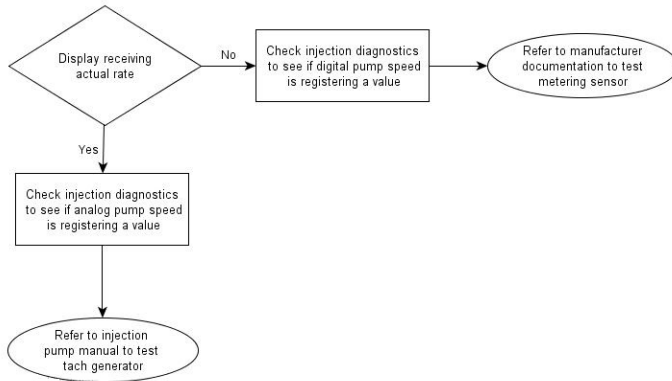 Display receiving
actual rate
No
Check injection diagnostics
to see if digital pump speed
is registering a value
Refer to manufacturer
documentation to test
metering sensor
Yes
Check injection diagnostics
to see if analog pump speed
is registering a value
Refer to injection
pump manual to test
tach generator